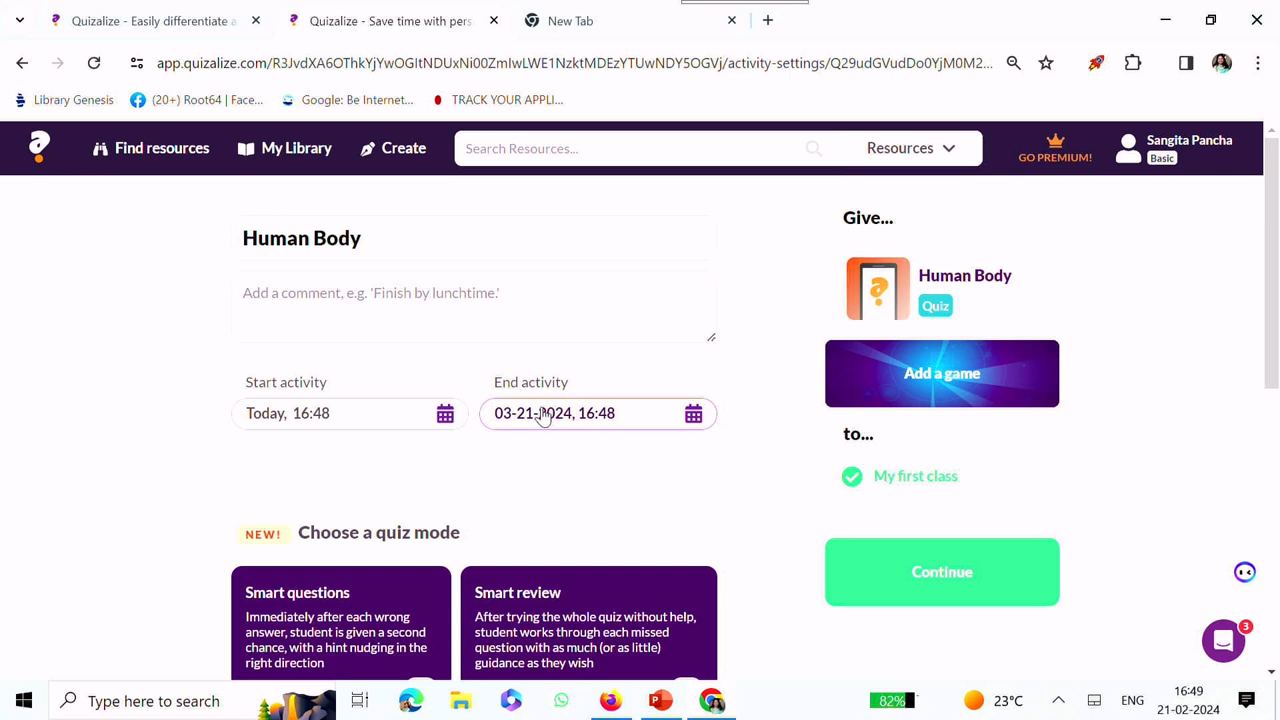 Quizalize - Easily differentiate a
Quizalize - Save time with pers
New Tab
app.quizalize.com/R3JvdXA6OThkYjYwOGItNDUxNi00ZmIwLWE1NzktMDEzYTUwNDY5OGVj/activity-settings/Q29udGVudDo0YjM0M2...
Library Genesis
(20+) Root64 | Face...
Google: Be Internet...
TRACK YOUR APPLI...
Find resources
My Library
Create
Search Resources...
Resources
GO PREMIUM!
Sangita Pancha
Basic
Human Body
Add a comment, e.g. 'Finish by lunchtime.'
Start activity
End activity
Today, 16:48
03-21-2024, 16:48
NEW! Choose a quiz mode
Smart questions
Immediately after each wrong
answer, student is given a second
chance, with a hint nudging in the
right direction
Smart review
After trying the whole quiz without help,
student works through each missed
question with as much (or as little)
guidance as they wish
Give...
Human Body
Quiz
Add a game
to...
My first class
Continue
3
Type here to search
82%
23°C
ENG
16:49
21-02-2024